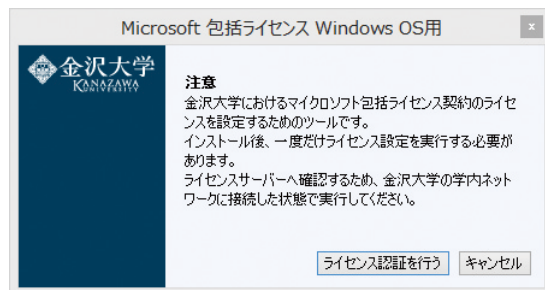 Microsoft 包括ライセンス Windows OS用
x
金沢大学
KANAZAWA
UNIVERSITY
注意
金沢大学におけるマイクロソフト包括ライセンス契約のライセ
ンスを設定するためのツールです。
インストール後、一度だけライセンス設定を実行する必要が
あります。
ライセンスサーバーへ確認するため、金沢大学の学内ネット
ワークに接続した状態で実行してください。
ライセンス認証を行う
キャンセル